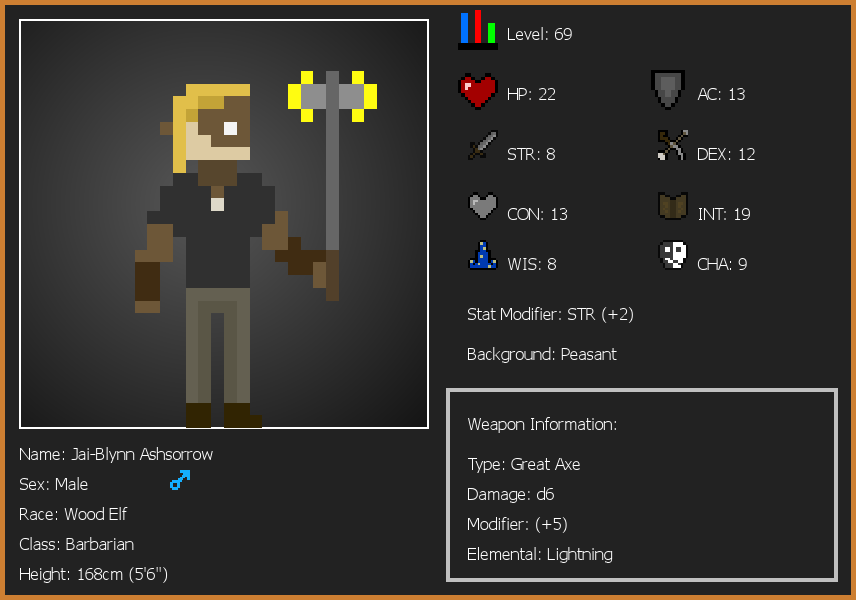 Level: 69
HP: 22
AC: 13
STR: 8
DEX: 12
CON: 13
INT: 19
WIS: 8
CHA: 9
Stat Modifier: STR (+2)
Background: Peasant
Weapon Information:
Type: Great Axe
Damage: d6
Modifier: (+5)
Elemental: Lightning
Name: Jai-Blynn Ashsorrow
Sex: Male
Race: Wood Elf
Class: Barbarian
Height: 168cm (5'6")